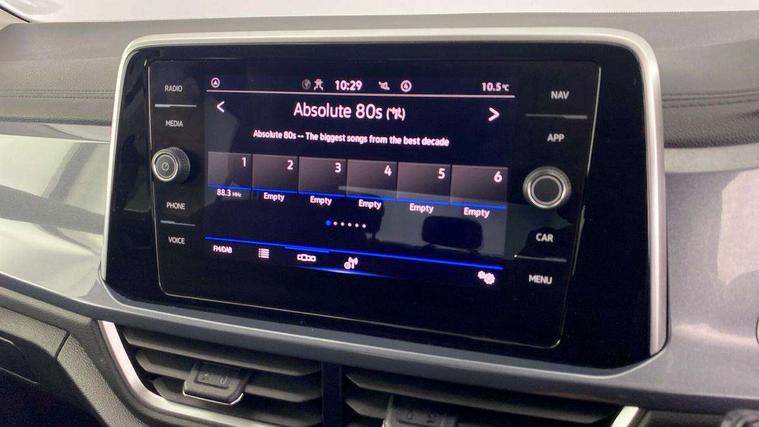 RADIO
MEDIA
PHONE
VOICE
10:29
10.5°C
< Absolute 80s >
Absolute 80s -- The biggest songs from the best decade
1 2 3 4 5 6
88.3 MHz Empty Empty Empty Empty Empty
FM/DAB
NAV
APP
CAR
MENU